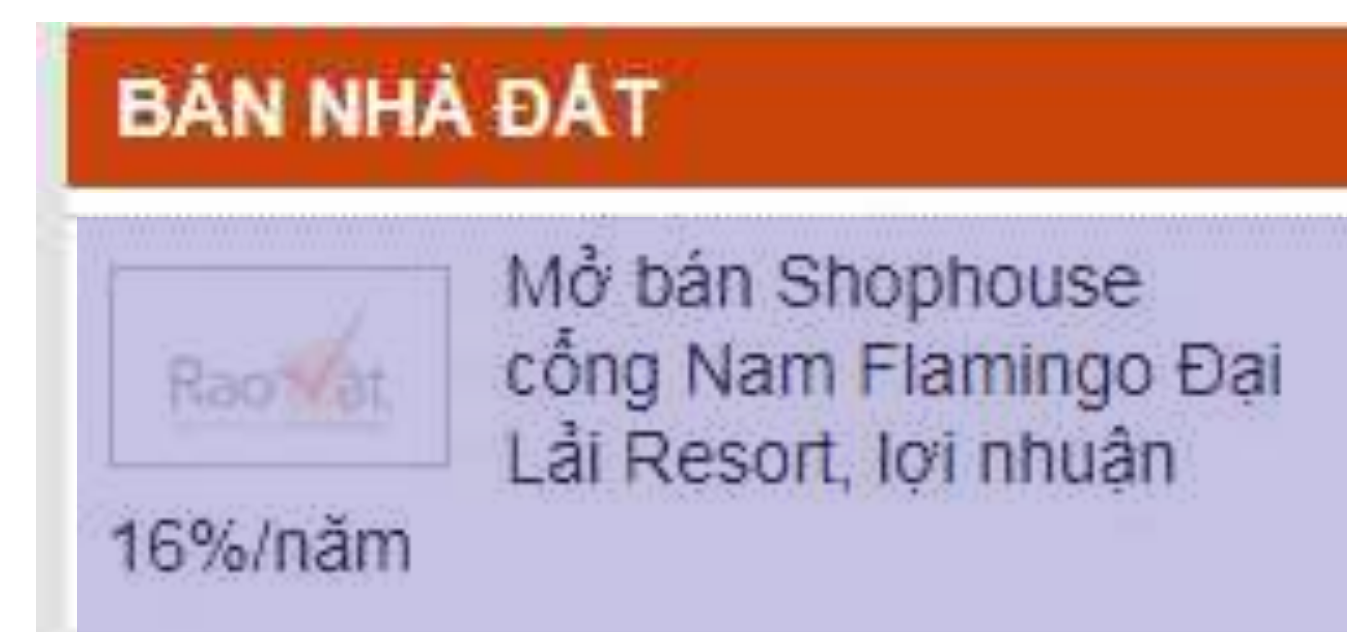 BÁN NHÀ ĐẤT
Mở bán Shophouse
cổng Nam Flamingo Đại
Rao Vặt
Lải Resort, lợi nhuận
16%/năm